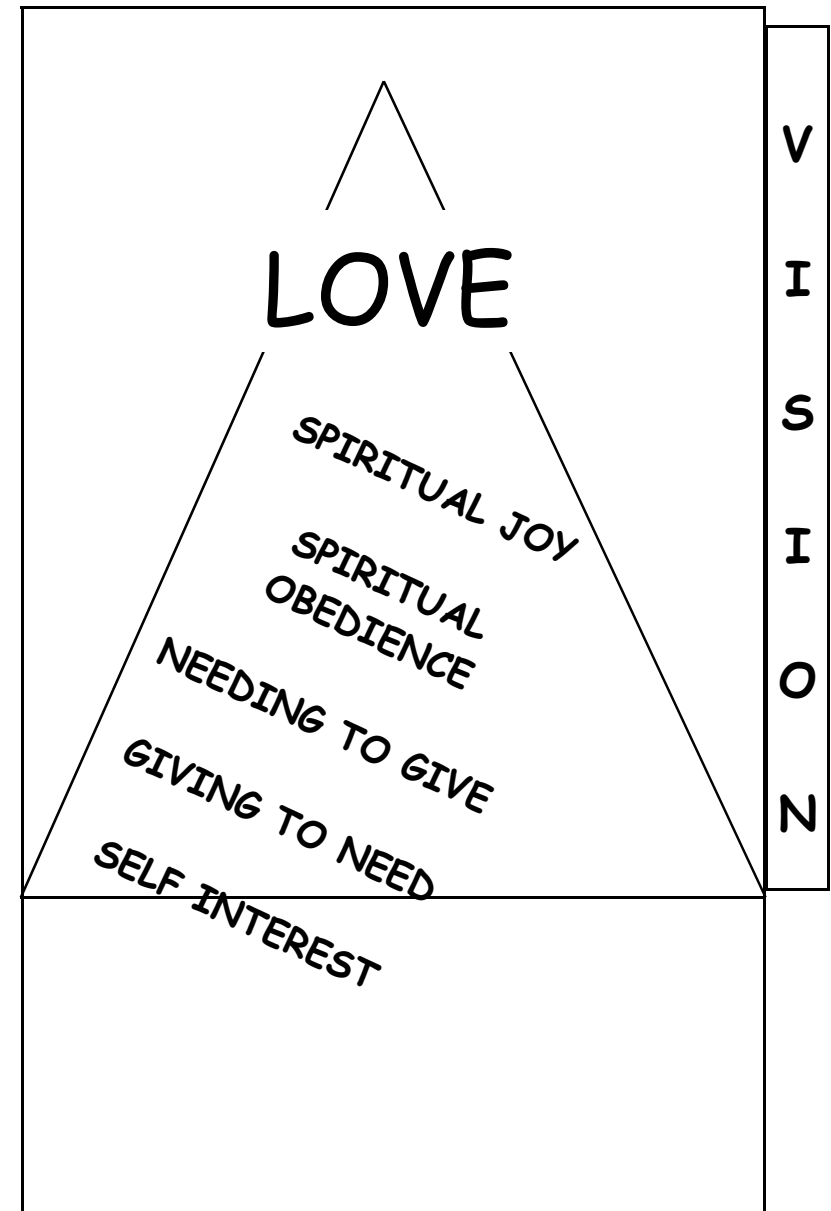 LOVE
SPIRITUAL JOY
SPIRITUAL
OBEDIENCE
NEEDING TO GIVE
GIVING TO NEED
SELF INTEREST
V
I
S
I
O
N